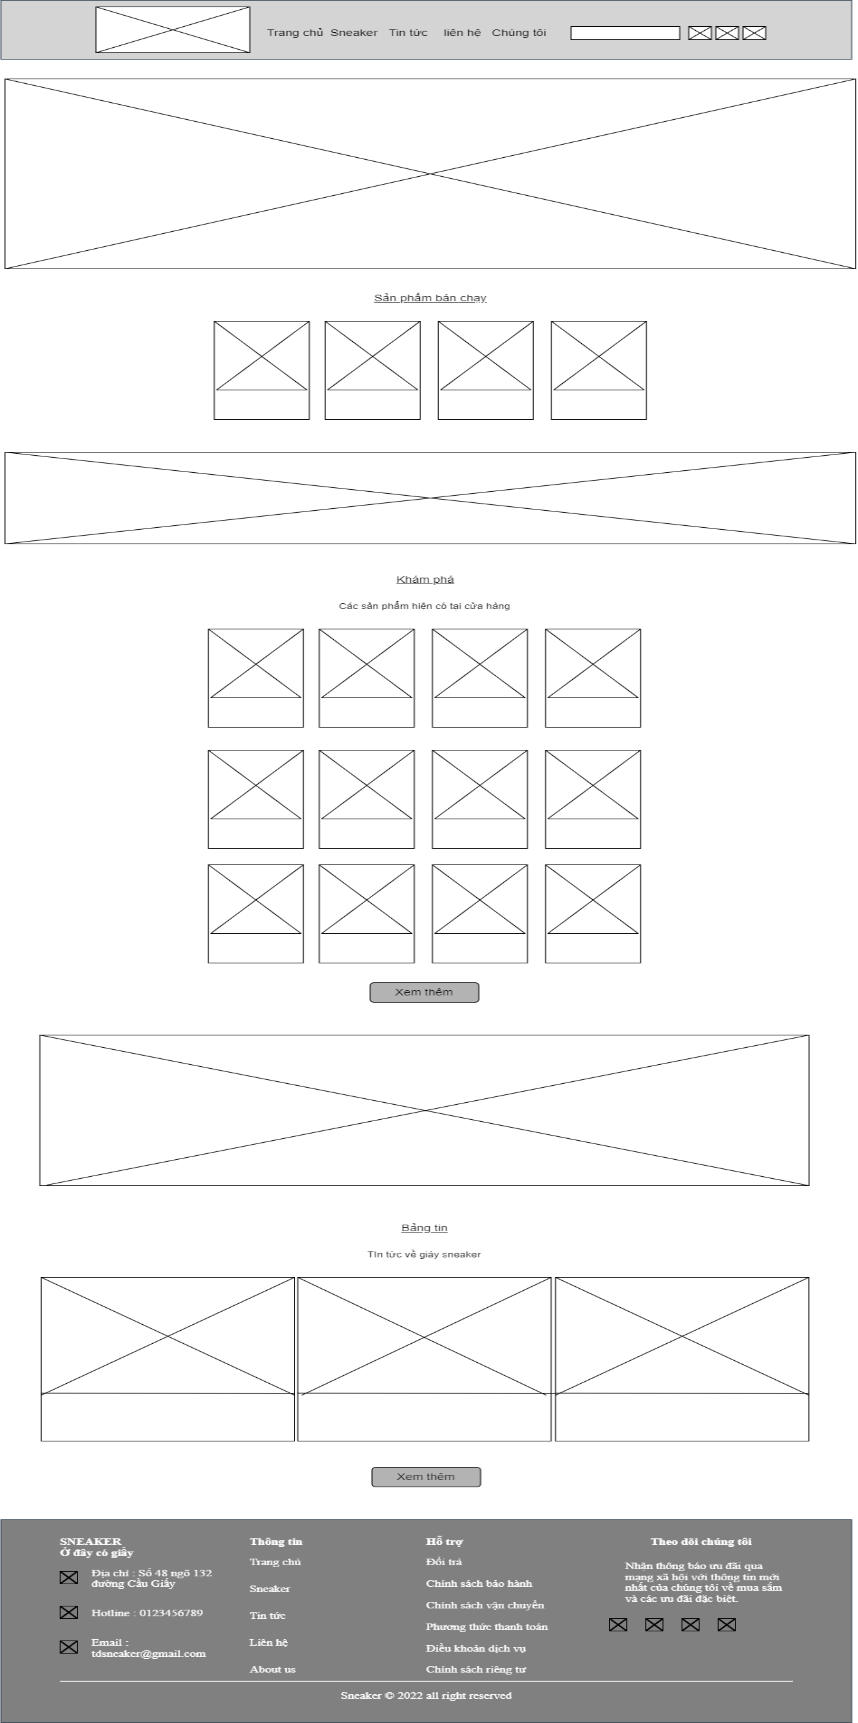 Trang chủ Sneaker Tin tức liên hệ Chúng tôi
Sản phẩm bán chạy
Khám phá
Các sản phẩm hiện có tại cửa hàng
Xem thêm
Bảng tin
TIn tức về giáy sneaker
Xem thêm
SNEAKER
Ở đây có giầy
Địa chỉ : Số 48 ngõ 132
đường Cầu Giấy
Hotline : 0123456789
Email :
tdsneaker@gmail.com
Thông tin
Trang chủ
Sneaker
Tin tức
Liên hệ
About us
Hỗ trợ
Đổi trả
Chính sách bảo hành
Chính sách vận chuyển
Phương thức thanh toán
Điều khoản dịch vụ
Chính sách riêng tư
Theo dõi chúng tôi
Nhận thông báo ưu đãi qua
mạng xã hội với thông tin mới
nhất của chúng tôi về mua sắm
và các ưu đãi đặc biệt.
Sneaker © 2022 all right reserved